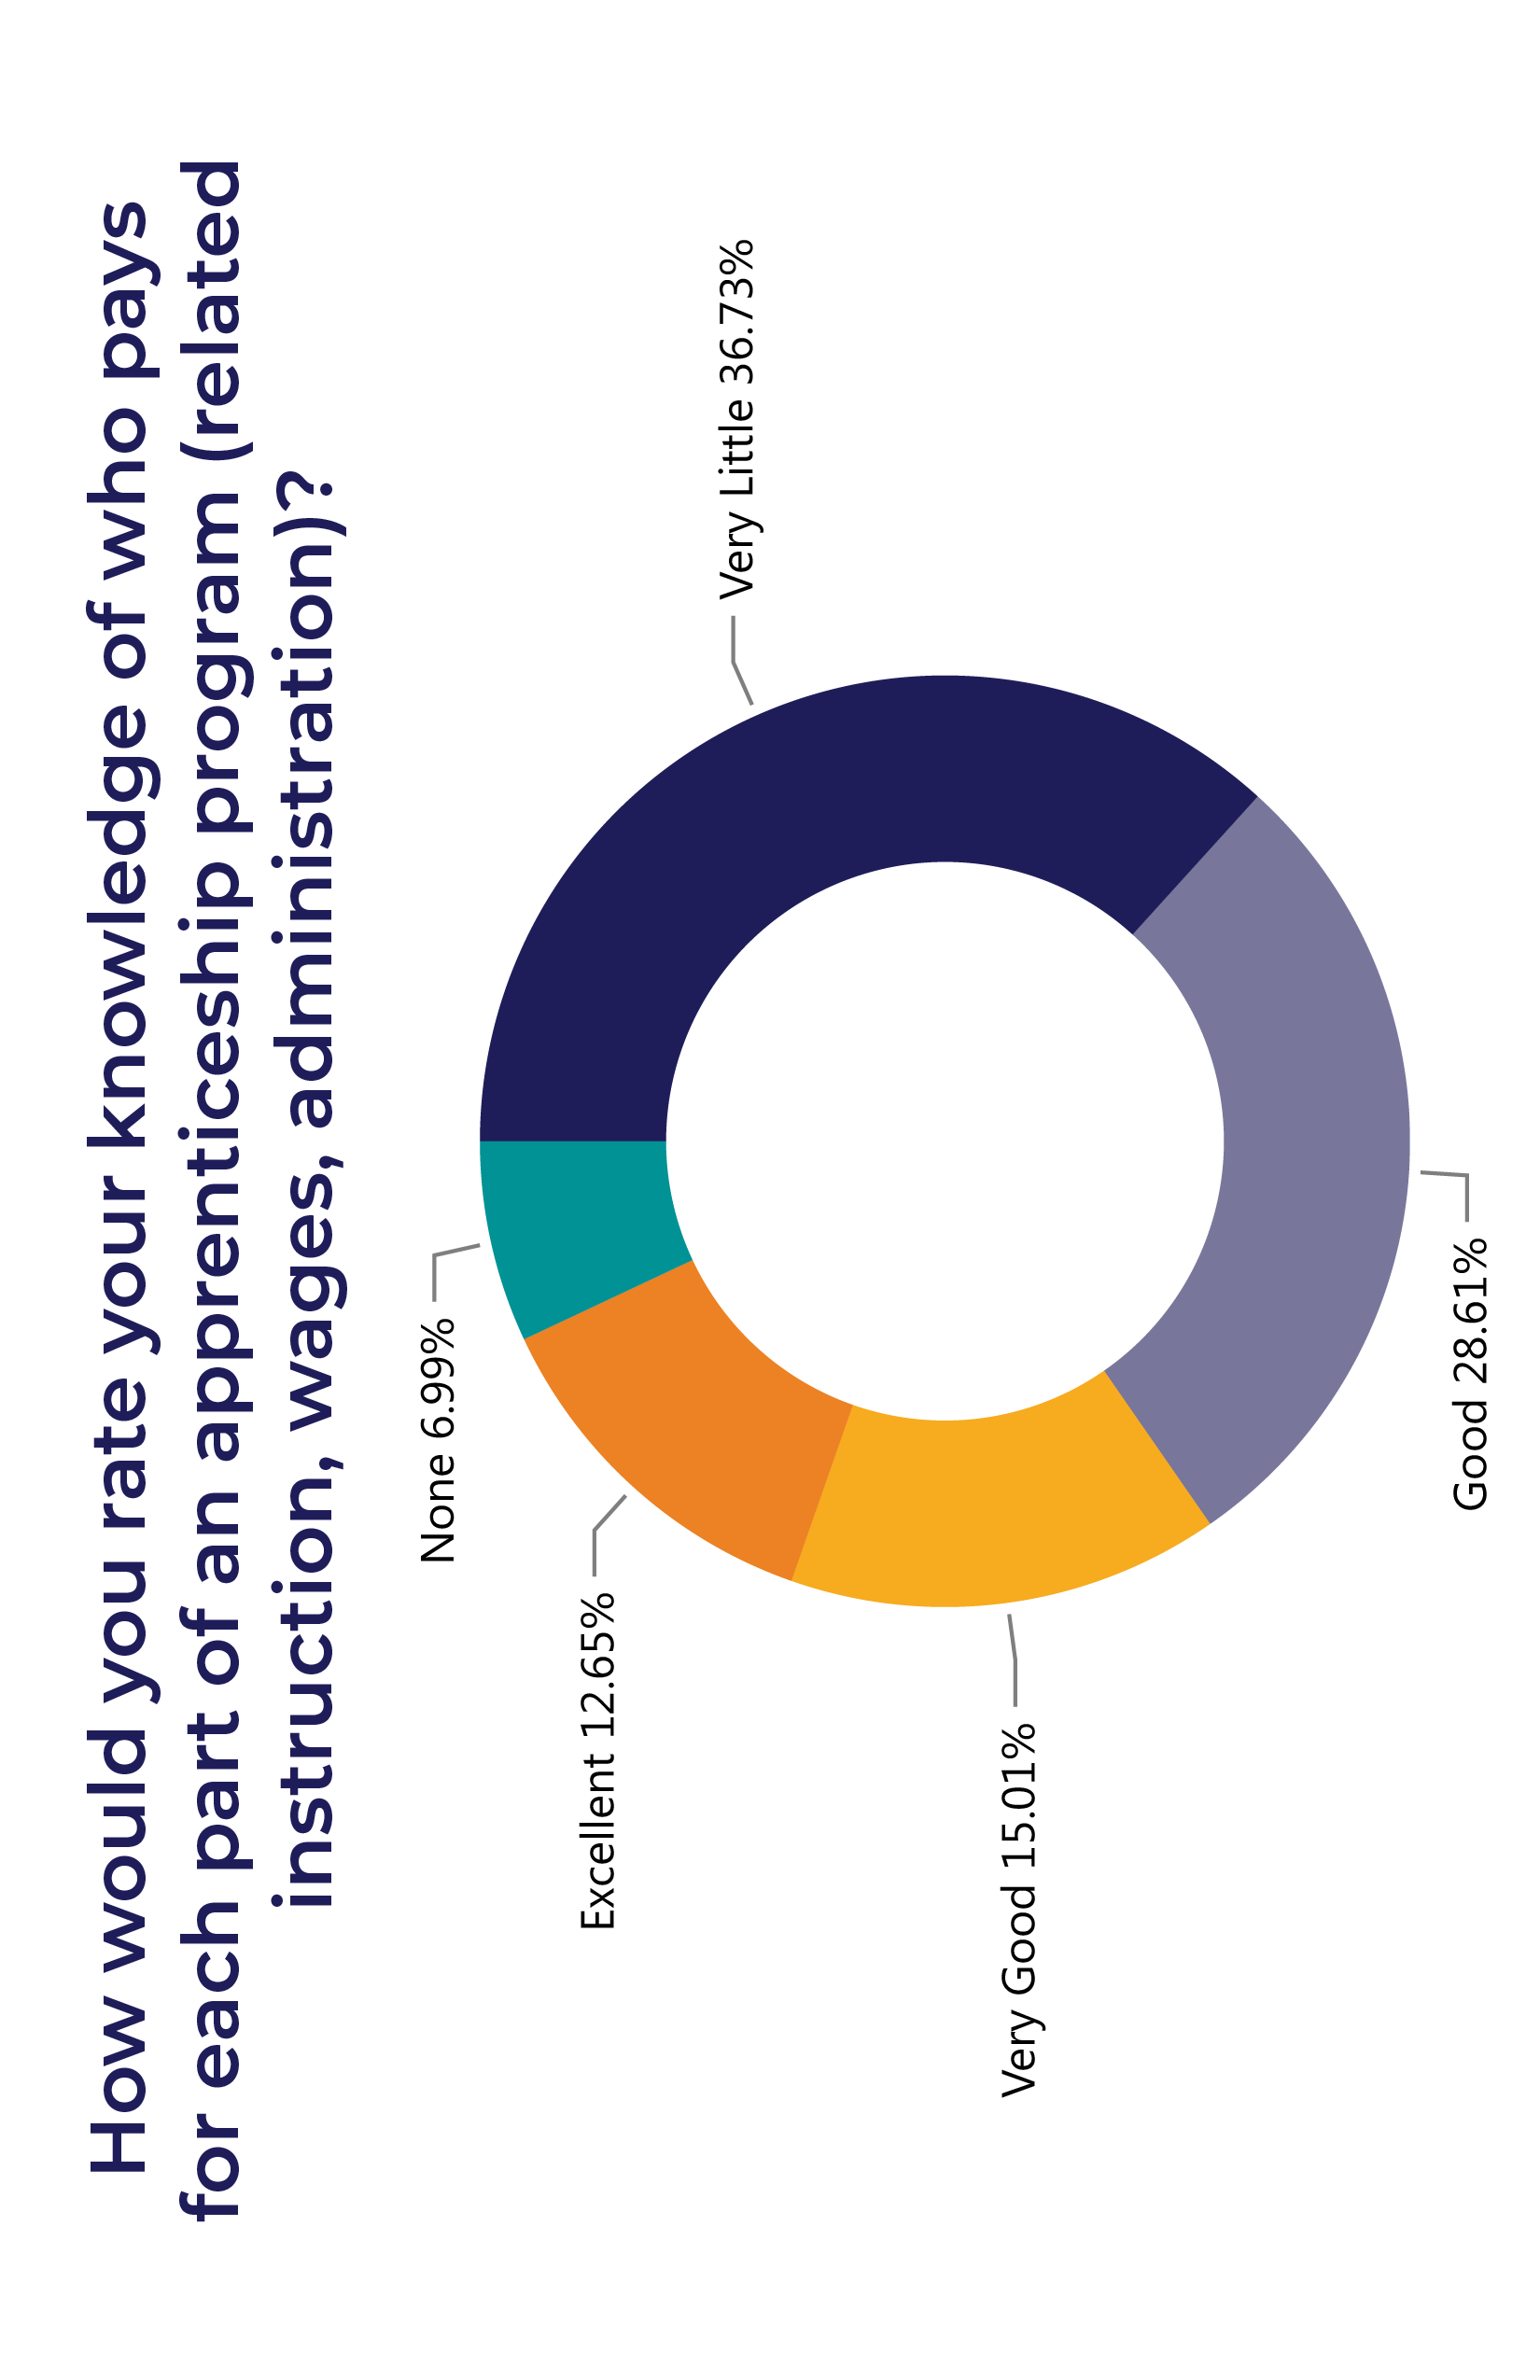 How would you rate your knowledge of who pays
for each part of an apprenticeship program (related
instruction, wages, administration)?
None 6.99%
Very Little 36.73%
Excellent 12.65%
Very Good 15.01%
Good 28.61%